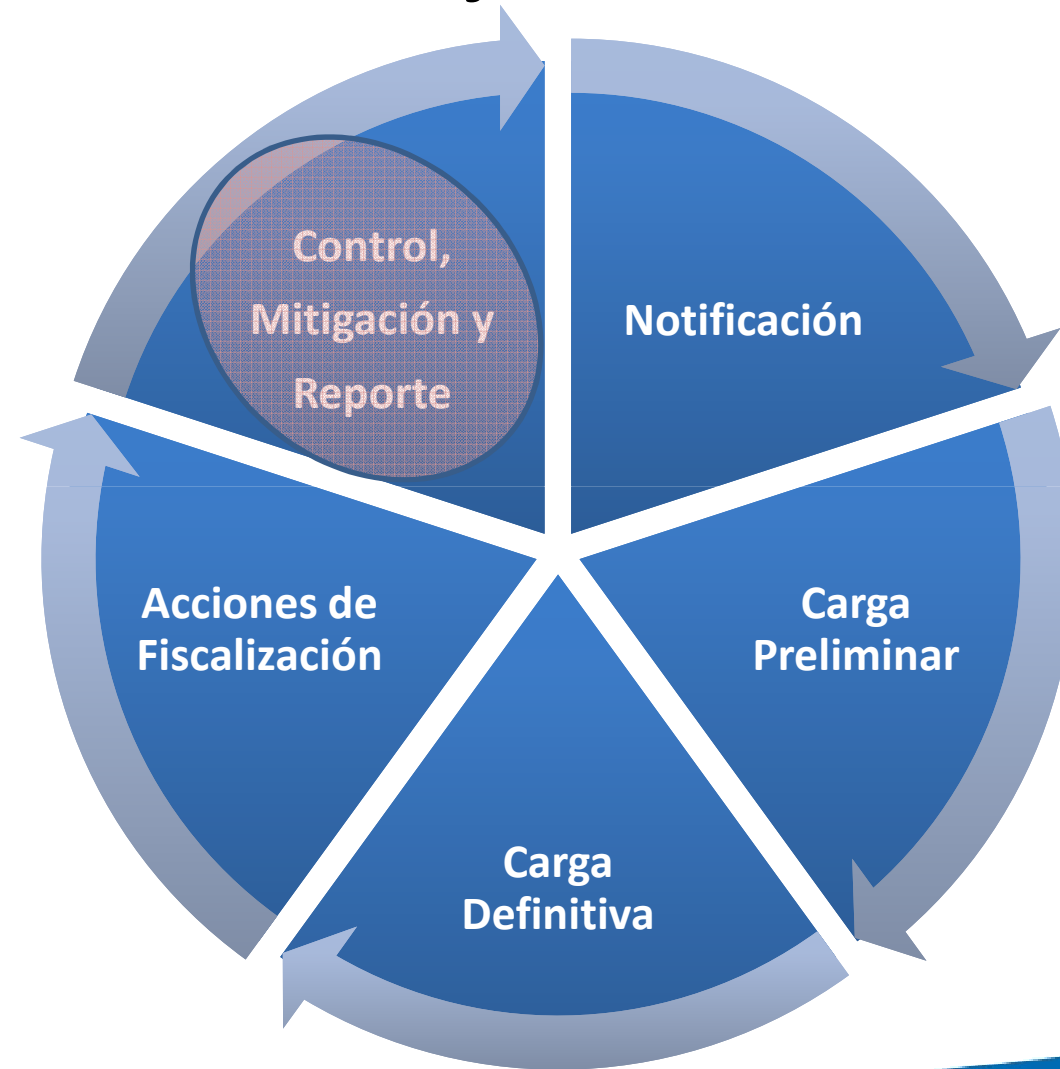 Notificación
Carga
Preliminar
Carga
Definitiva
Acciones de
Fiscalización
Control,
Mitigación y
Reporte